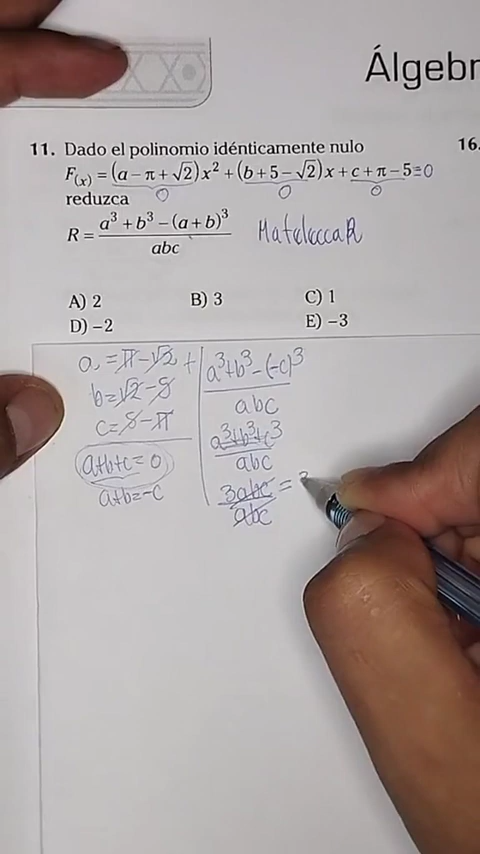 Álgebr
11. Dado el polinomio idénticamente nulo
16.
F(x) = (a − π + √2)x² + (b + 5 − √2)x + c + π − 5 = 0
0 0 0
reduzca
R = (a³ + b³ − (a + b)³) / abc
MateleccaR
A) 2 B) 3 C) 1
D) −2 E) −3
a = π − √2 +
b = √2 − 5
c = 5 − π
a+b+c = 0
a+b = −c
a³+b³−(−c)³
abc
a³+b³+c³
abc
3abc =
abc